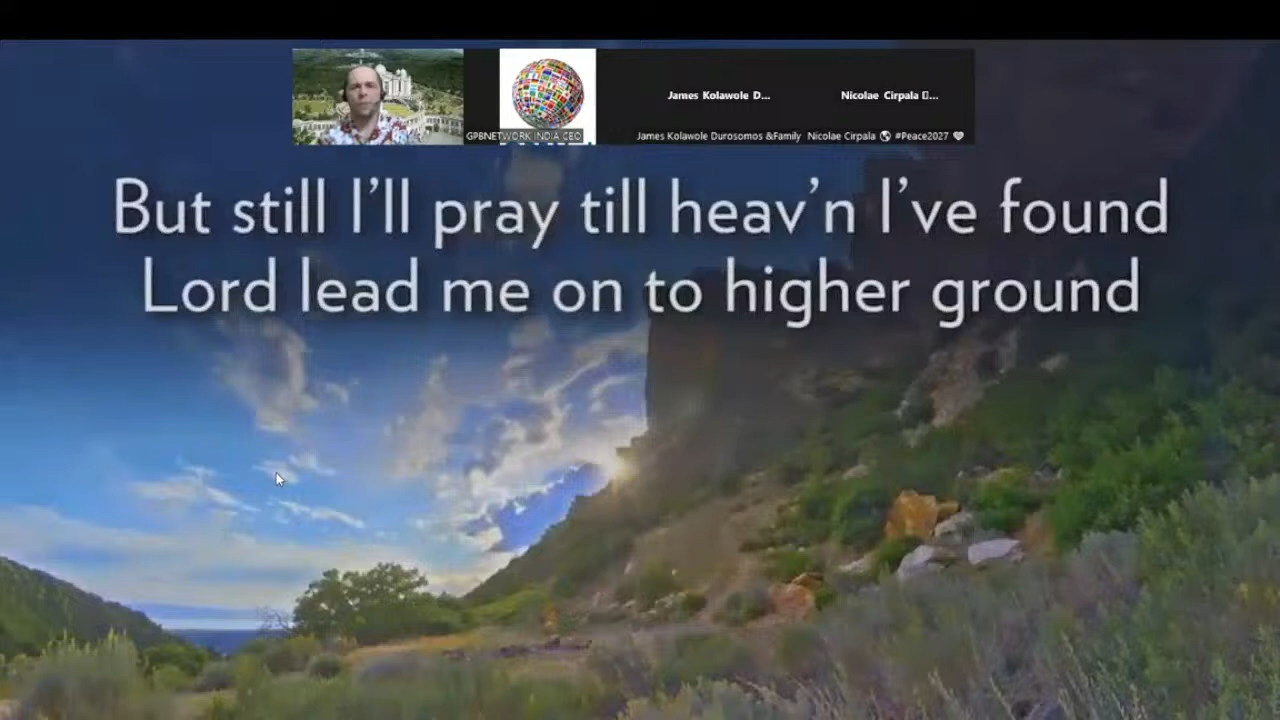 James Kolawole D...
Nicolae Cirpala ▯...
GPBNETWORK INDIA CEO
James Kolawole Durosomos &Family
Nicolae Cirpala 🌎 #Peace2027 🤍
But still I'll pray till heav'n I've found
Lord lead me on to higher ground